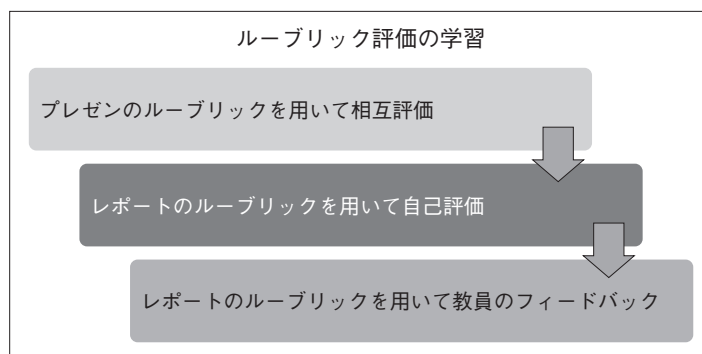 ルーブリック評価の学習
プレゼンのルーブリックを用いて相互評価
レポートのルーブリックを用いて自己評価
レポートのルーブリックを用いて教員のフィードバック